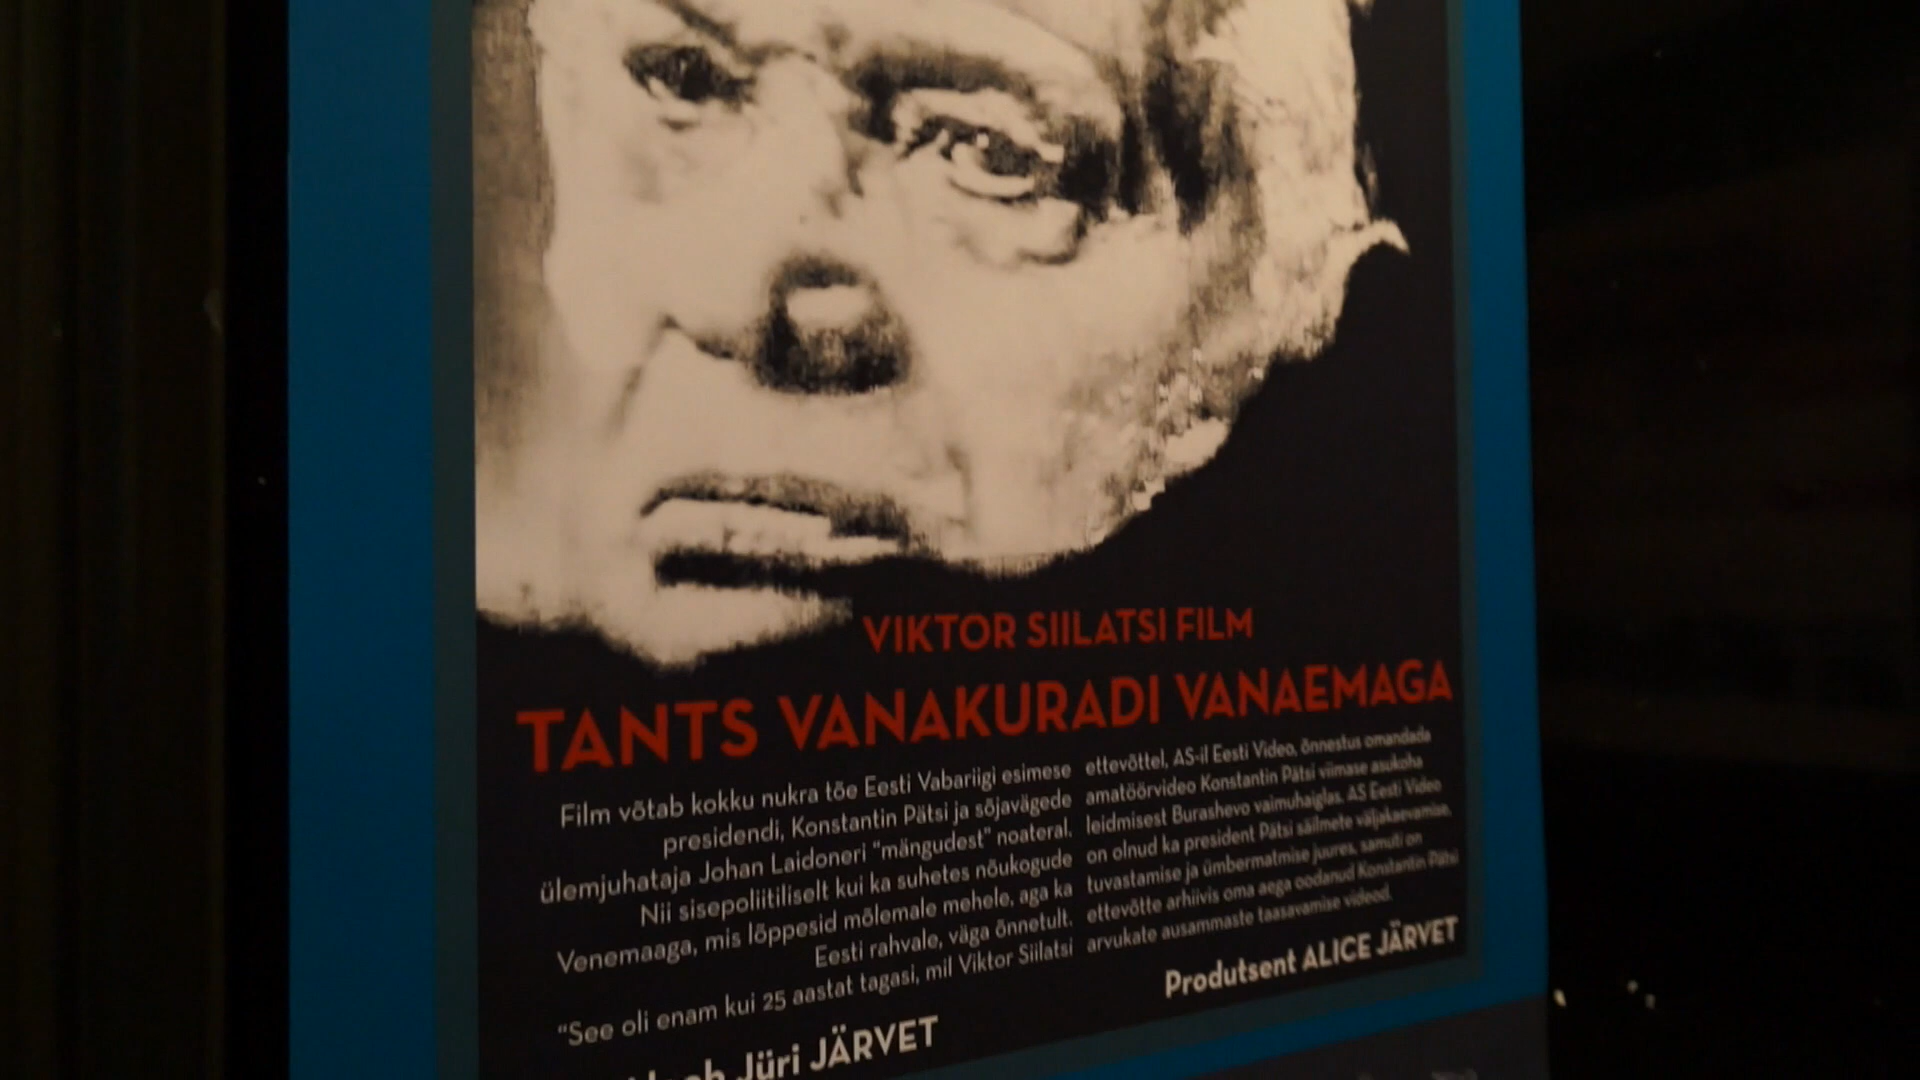 VIKTOR SIILATSI FILM
TANTS VANAKURADI VANAEMAGA
Film võtab kokku nukra tõe Eesti Vabariigi esimese
presidendi, Konstantin Pätsi ja sõjavägede
ülemjuhataja Johan Laidoneri "mängudest" noateral.
Nii sisepoliitiliselt kui ka suhetes nõukogude
Venemaaga, mis lõppesid mõlemale mehele, aga ka
Eesti rahvale, väga õnnetult.
"See oli enam kui 25 aastat tagasi, mil Viktor Siilatsi
ettevõttel, AS-il Eesti Video, õnnestus omandada
amatöörvideo Konstantin Pätsi viimase asukoha
leidmisest Burashevo vaimuhaiglas. AS Eesti Video
on olnud ka president Pätsi säilmete väljakaevamise,
tuvastamise ja ümbermatmise juures, samuti on
ettevõtte arhiivis oma aega oodanud Konstantin Pätsi
arvukate ausammaste taasavamise videod.
Produtsent ALICE JÄRVET
Jüri JÄRVET